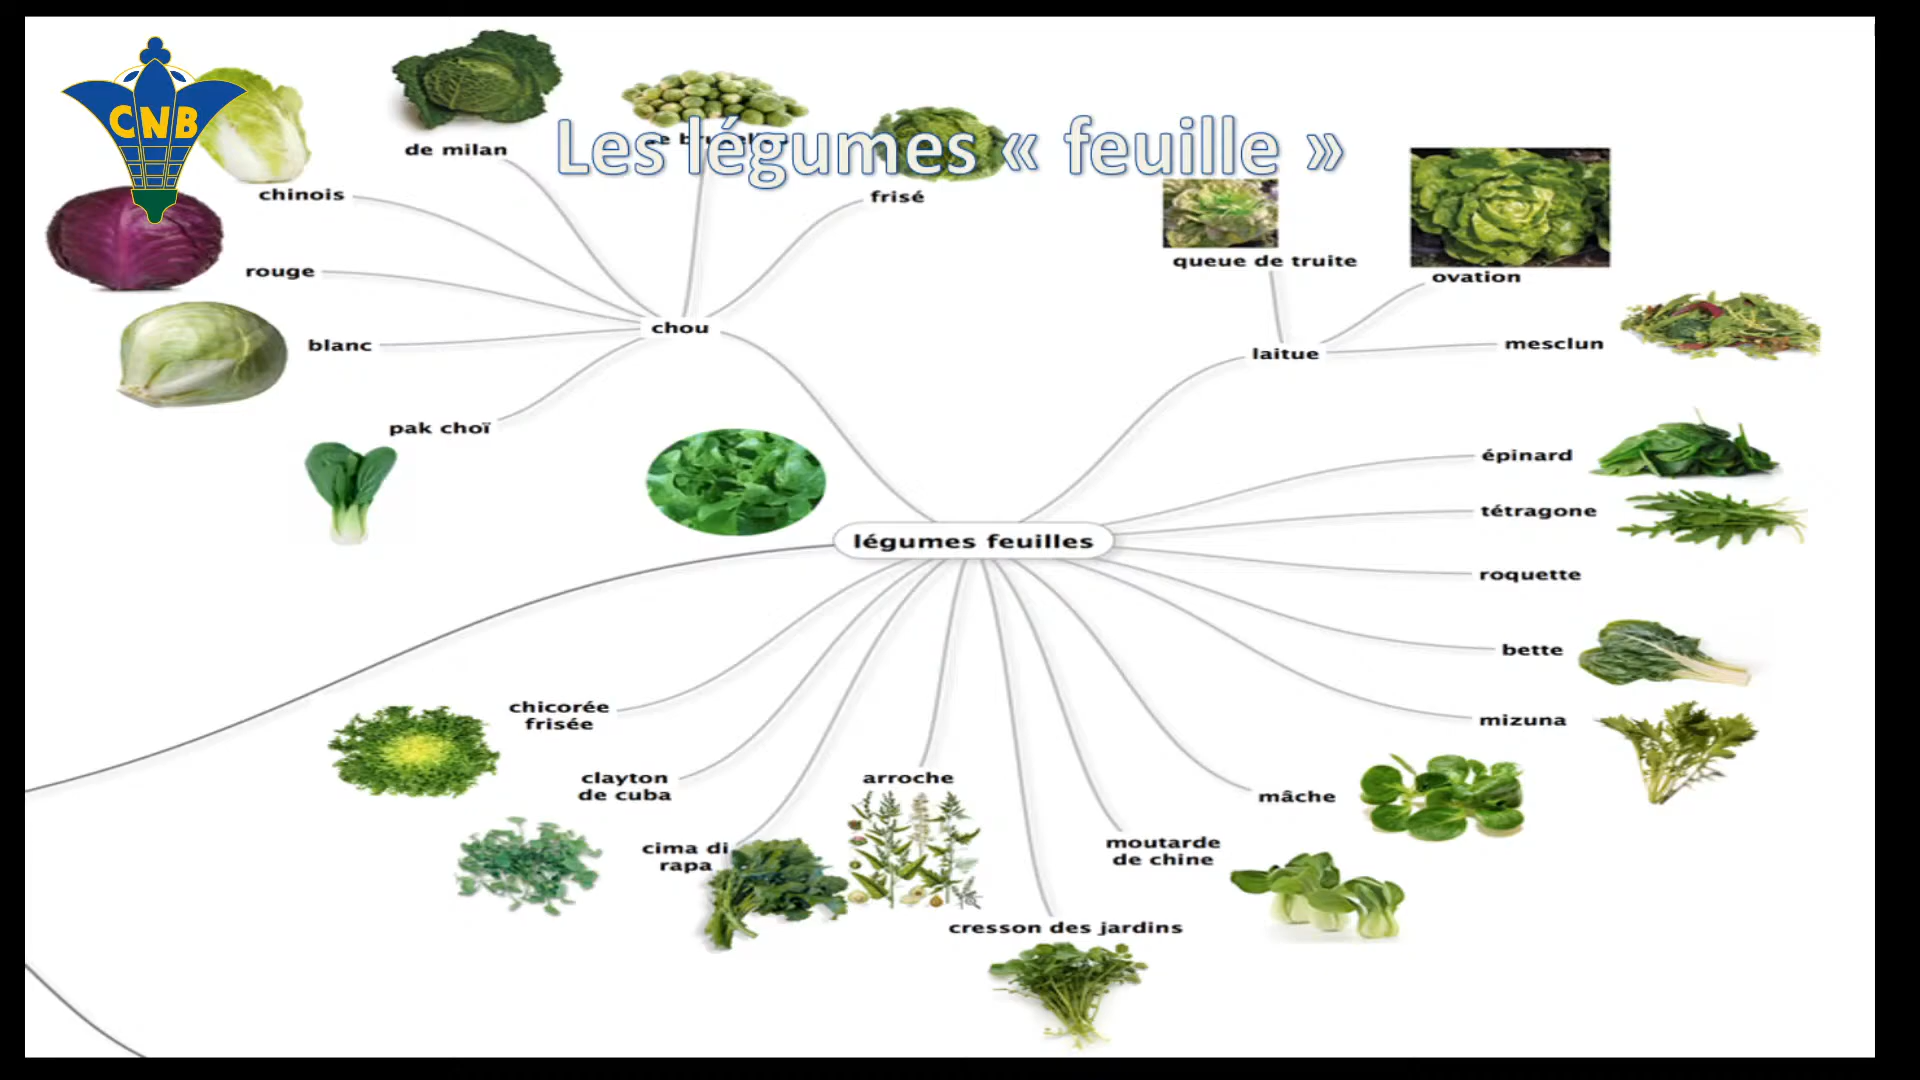 CNB
Les légumes « feuille »
de milan
de bruxelles
chinois
frisé
rouge
blanc
pak choï
chou
queue de truite
ovation
laitue
mesclun
épinard
tétragone
légumes feuilles
roquette
bette
mizuna
chicorée
frisée
clayton
de cuba
arroche
mâche
cima di
rapa
moutarde
de chine
cresson des jardins